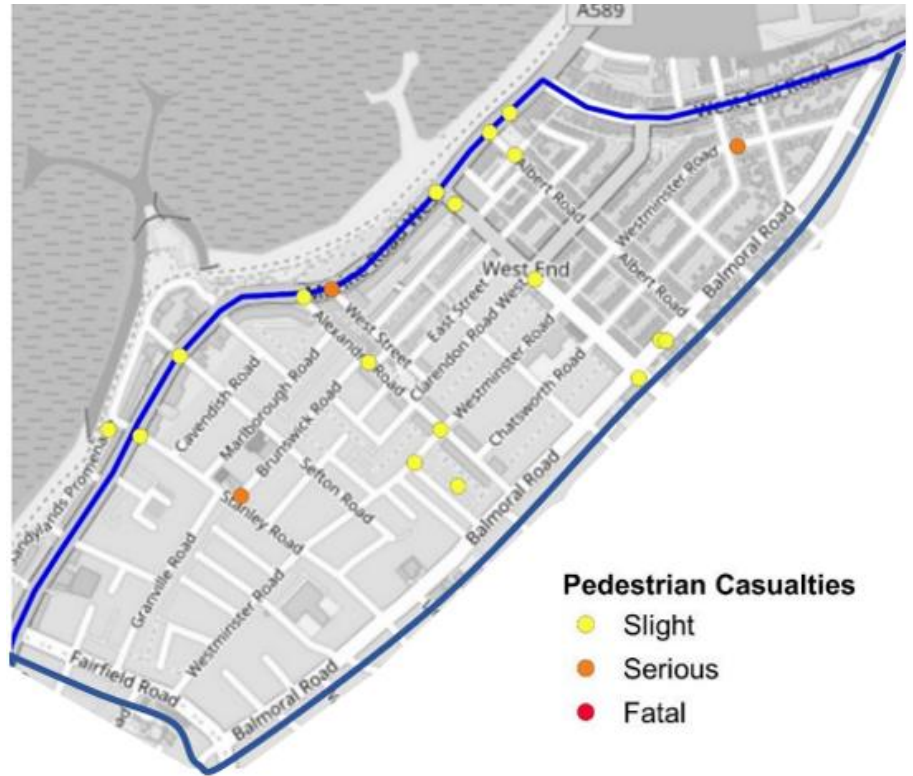 A589
West End Road
Albert Road
Westminster Road
Balmoral Road
West End
Albert Road
East Street
West Street
Clarendon Road West
Alexandra Road
Westminster Road
Chatsworth Road
Cavendish Road
Marlborough Road
Brunswick Road
Sefton Road
Balmoral Road
Stanley Road
Granville Road
Westminster Road
Fairfield Road
Balmoral Road
Pedestrian Casualties
Slight
Serious
Fatal